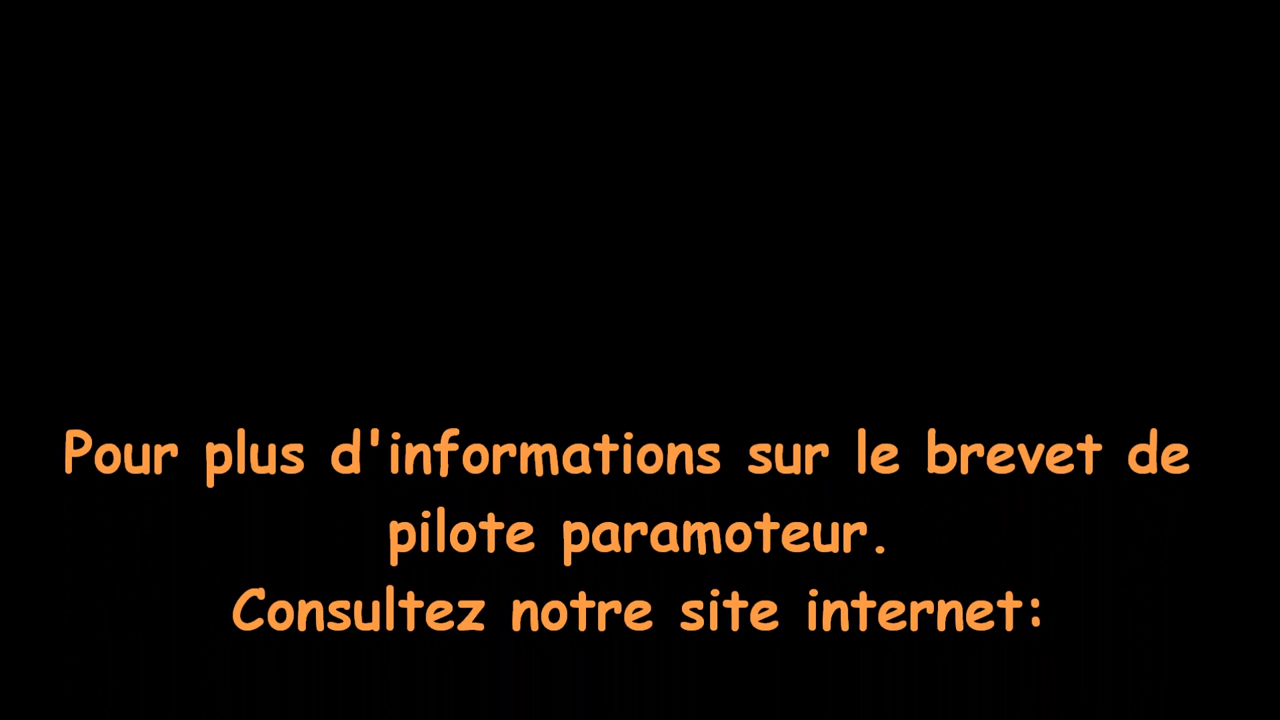 Pour plus d'informations sur le brevet de
pilote paramoteur.
Consultez notre site internet: